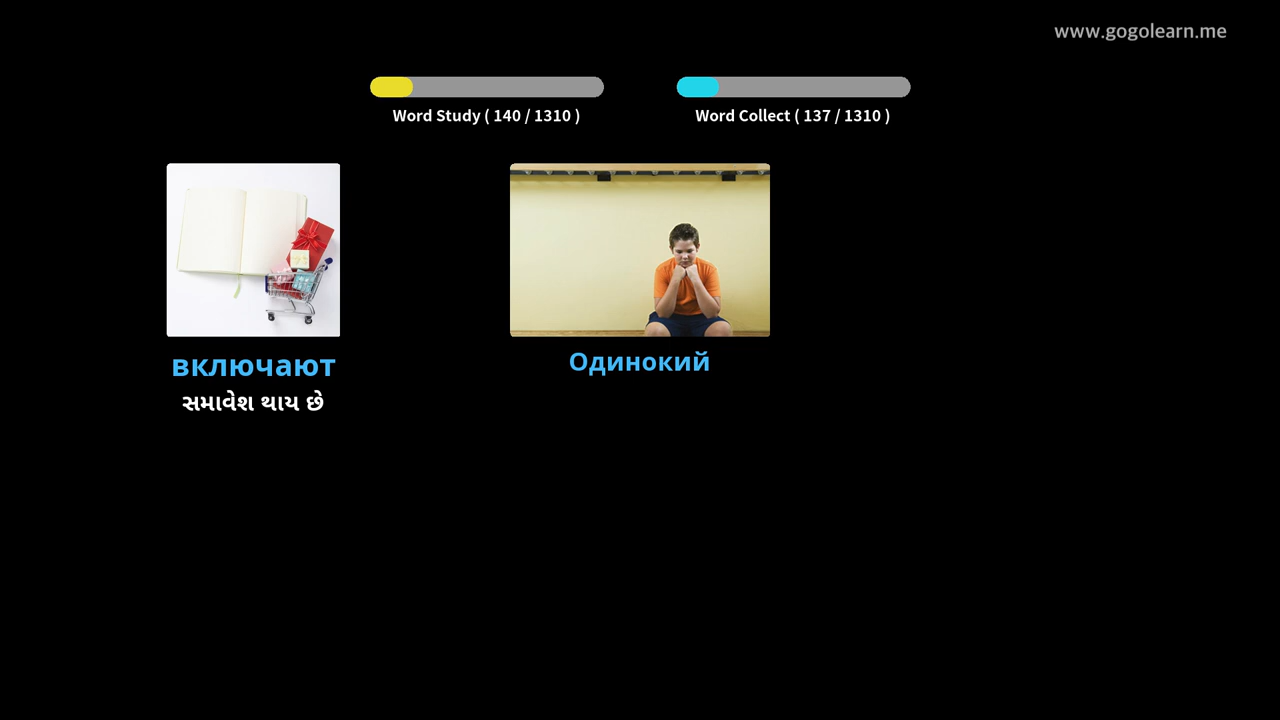 www.gogolearn.me
Word Study ( 140 / 1310 )
Word Collect ( 137 / 1310 )
включают
સમાવેશ થાય છે
Одинокий